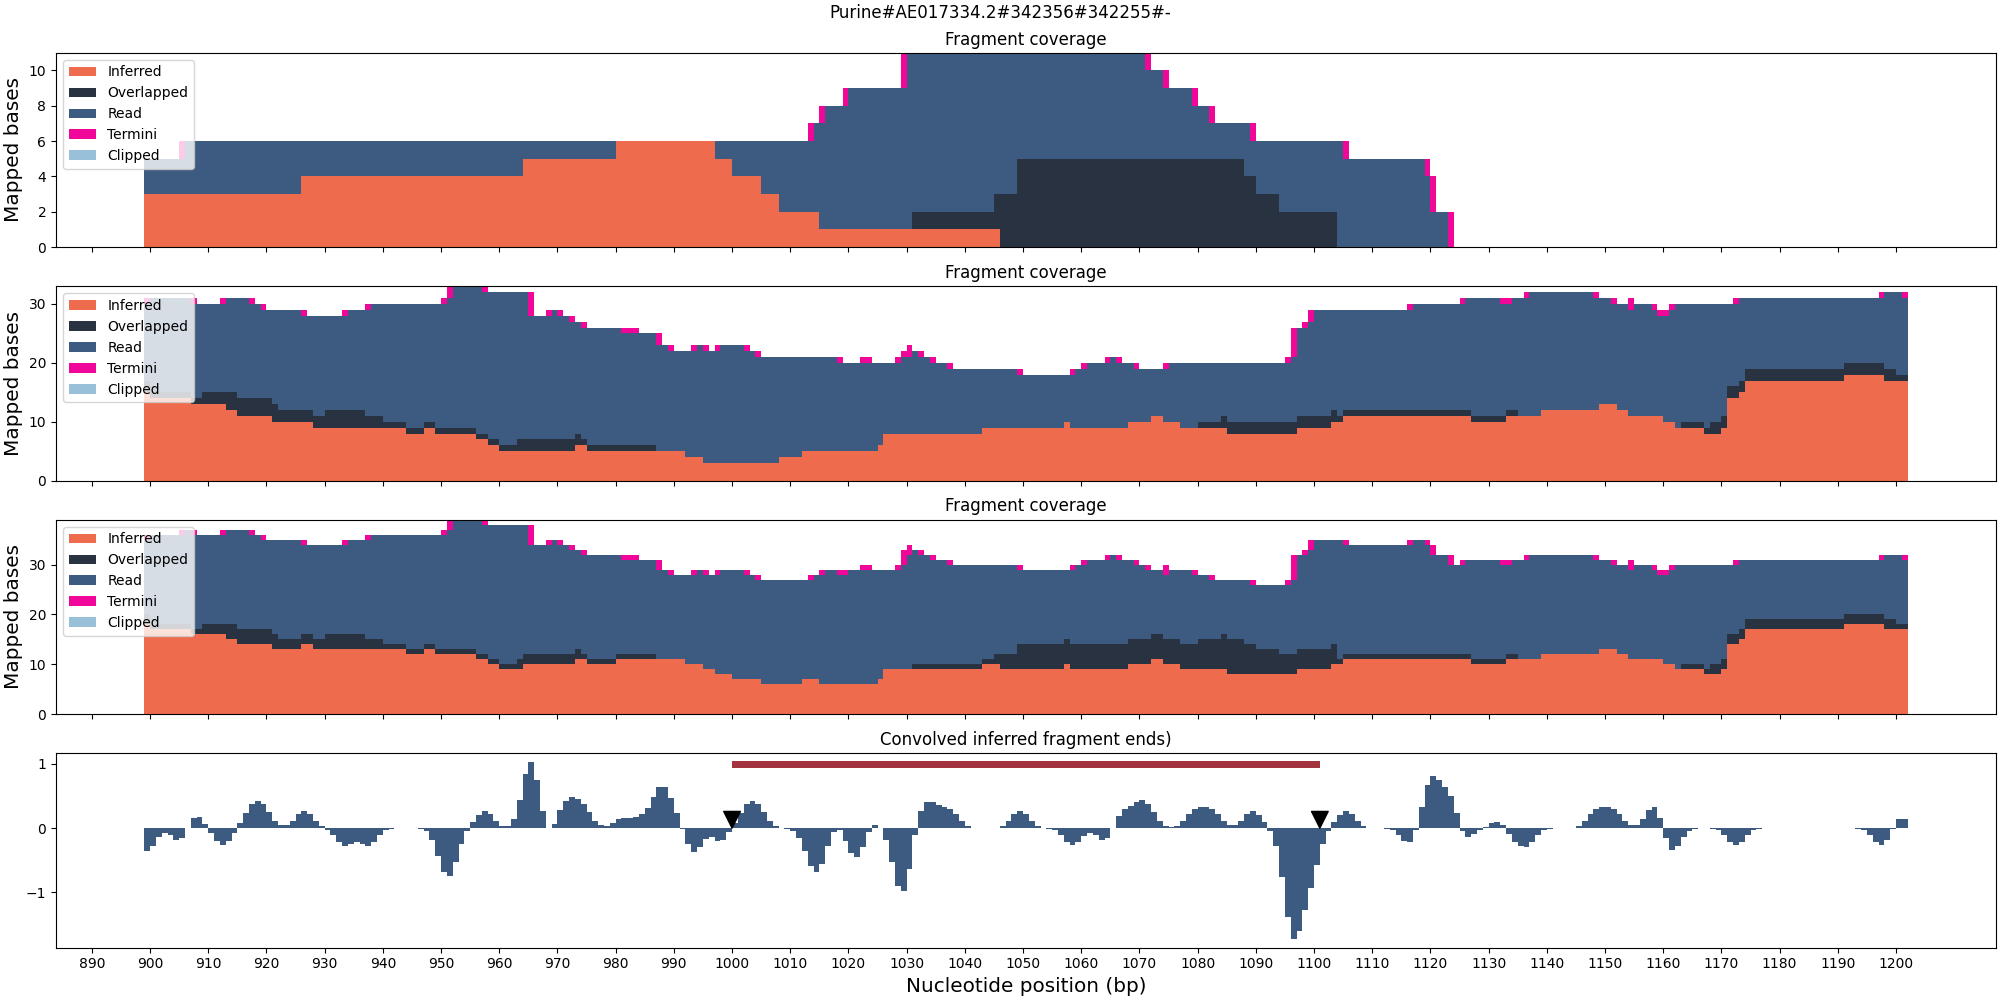 Purine#AE017334.2#342356#342255#-
Fragment coverage
Mapped bases
10
8
6
4
2
0
Inferred
Overlapped
Read
Termini
Clipped
Fragment coverage
Mapped bases
30
20
10
0
Inferred
Overlapped
Read
Termini
Clipped
Fragment coverage
Mapped bases
30
20
10
0
Inferred
Overlapped
Read
Termini
Clipped
Convolved inferred fragment ends)
1
0
−1
890 900 910 920 930 940 950 960 970 980 990 1000 1010 1020 1030 1040 1050 1060 1070 1080 1090 1100 1110 1120 1130 1140 1150 1160 1170 1180 1190 1200
Nucleotide position (bp)